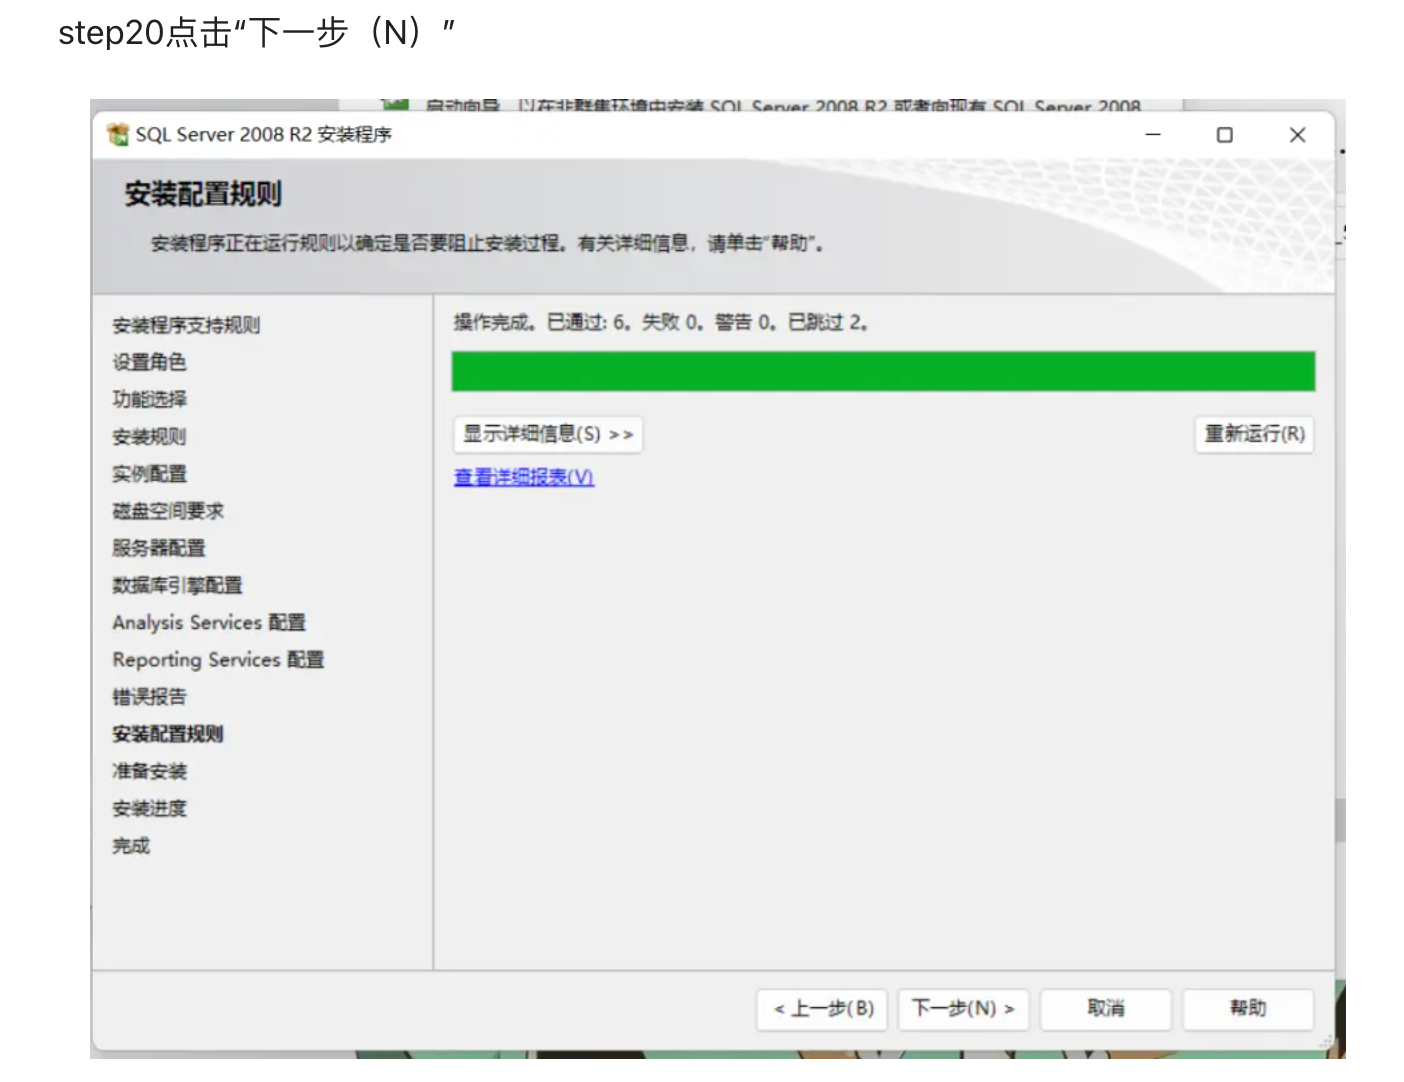 step20点击“下一步（N）”
启动向导，以在非群集环境中安装 SQL Server 2008 R2 或者向现有 SQL Server 2008
SQL Server 2008 R2 安装程序
安装配置规则
安装程序正在运行规则以确定是否要阻止安装过程。有关详细信息，请单击“帮助”。
安装程序支持规则
设置角色
功能选择
安装规则
实例配置
磁盘空间要求
服务器配置
数据库引擎配置
Analysis Services 配置
Reporting Services 配置
错误报告
安装配置规则
准备安装
安装进度
完成
操作完成。已通过: 6。失败 0。警告 0。已跳过 2。
显示详细信息(S) >>
重新运行(R)
查看详细报表(V)
< 上一步(B)
下一步(N) >
取消
帮助